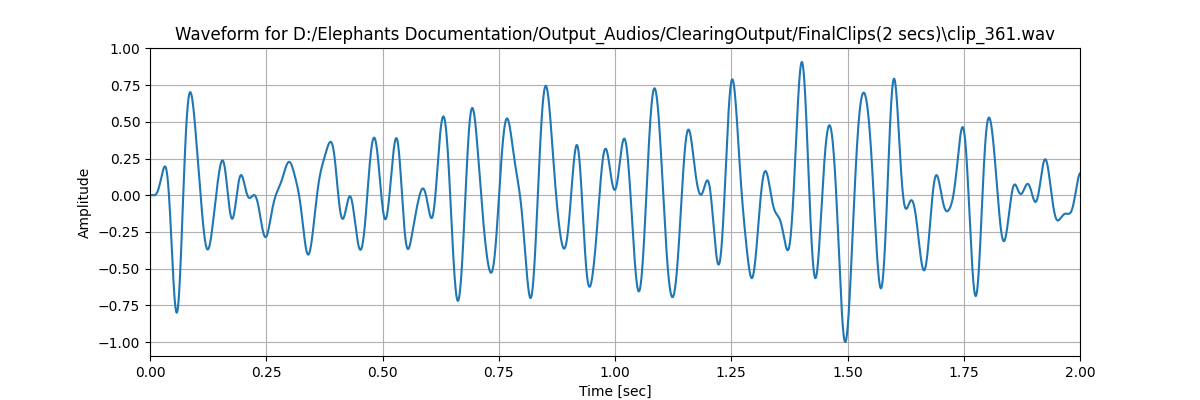 Waveform for D:/Elephants Documentation/Output_Audios/ClearingOutput/FinalClips(2 secs)\clip_361.wav
1.00
0.75
0.50
0.25
0.00
−0.25
−0.50
−0.75
−1.00
Amplitude
0.00 0.25 0.50 0.75 1.00 1.25 1.50 1.75 2.00
Time [sec]